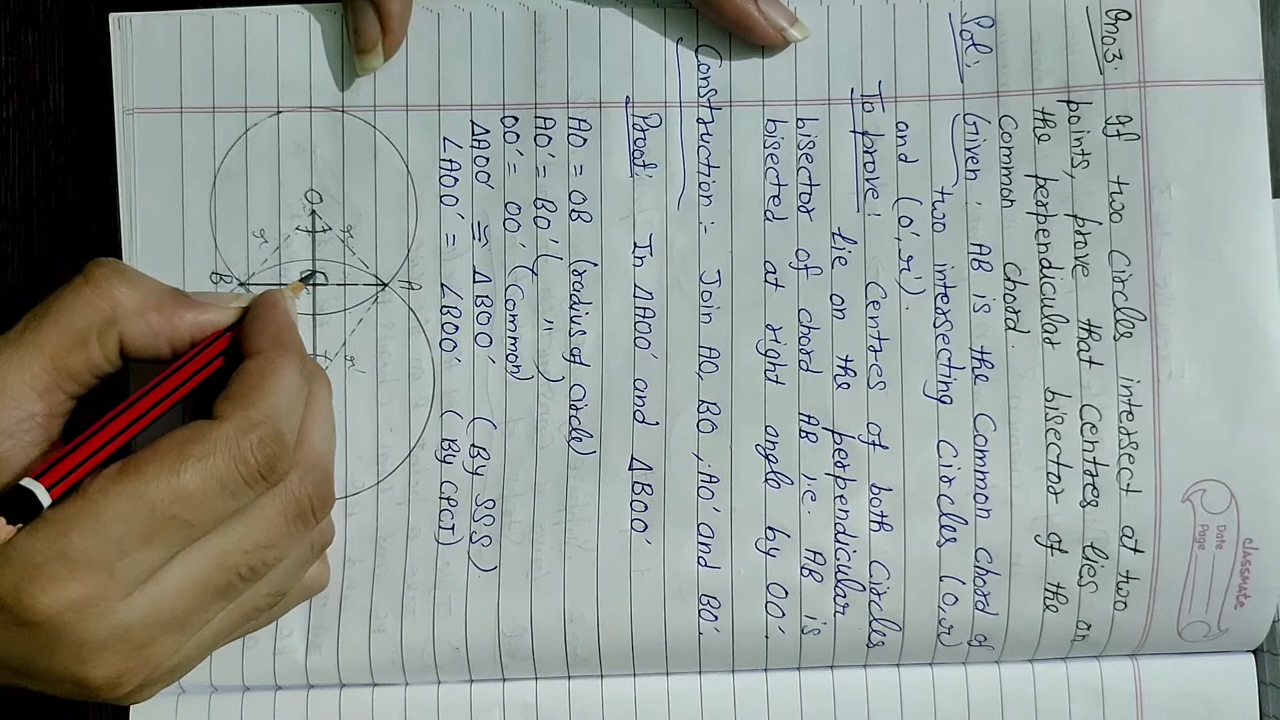 classmate
Date
Page
Qno3. If two circles intersect at two
points, prove that centres lies on
the perpendicular bisector of the
common chord.
Sol: Given: AB is the common chord of
two intersecting circles (O,r)
and (O',r').
To prove: Centres of both circles
lie on the perpendicular
bisector of chord AB i.e. AB is
bisected at right angle by OO'.
Construction:- Join AO, BO, AO' and BO'.
Proof: In ΔAOO' and ΔBOO'
AO = OB (radius of circle)
AO' = BO' ( " )
OO' = OO' (Common)
ΔAOO' ≅ ΔBOO' (By SSS)
∠AOO' = ∠BOO' (By CPCT)
A
r
r'
O
C
r
B